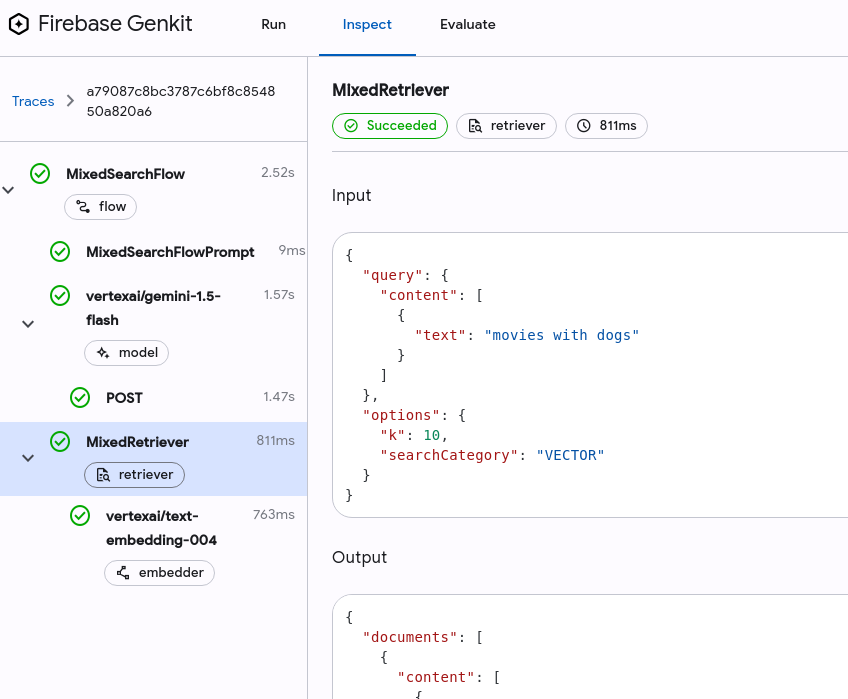 Firebase Genkit
Run
Inspect
Evaluate
Traces
a79087c8bc3787c6bf8c8548
50a820a6
MixedSearchFlow
2.52s
flow
MixedSearchFlowPrompt
9ms
vertexai/gemini-1.5-
flash
1.57s
model
POST
1.47s
MixedRetriever
811ms
retriever
vertexai/text-
embedding-004
763ms
embedder
MixedRetriever
Succeeded
retriever
811ms
Input
{
"query": {
"content": [
{
"text": "movies with dogs"
}
]
},
"options": {
"k": 10,
"searchCategory": "VECTOR"
}
}
Output
{
"documents": [
{
"content": [
{